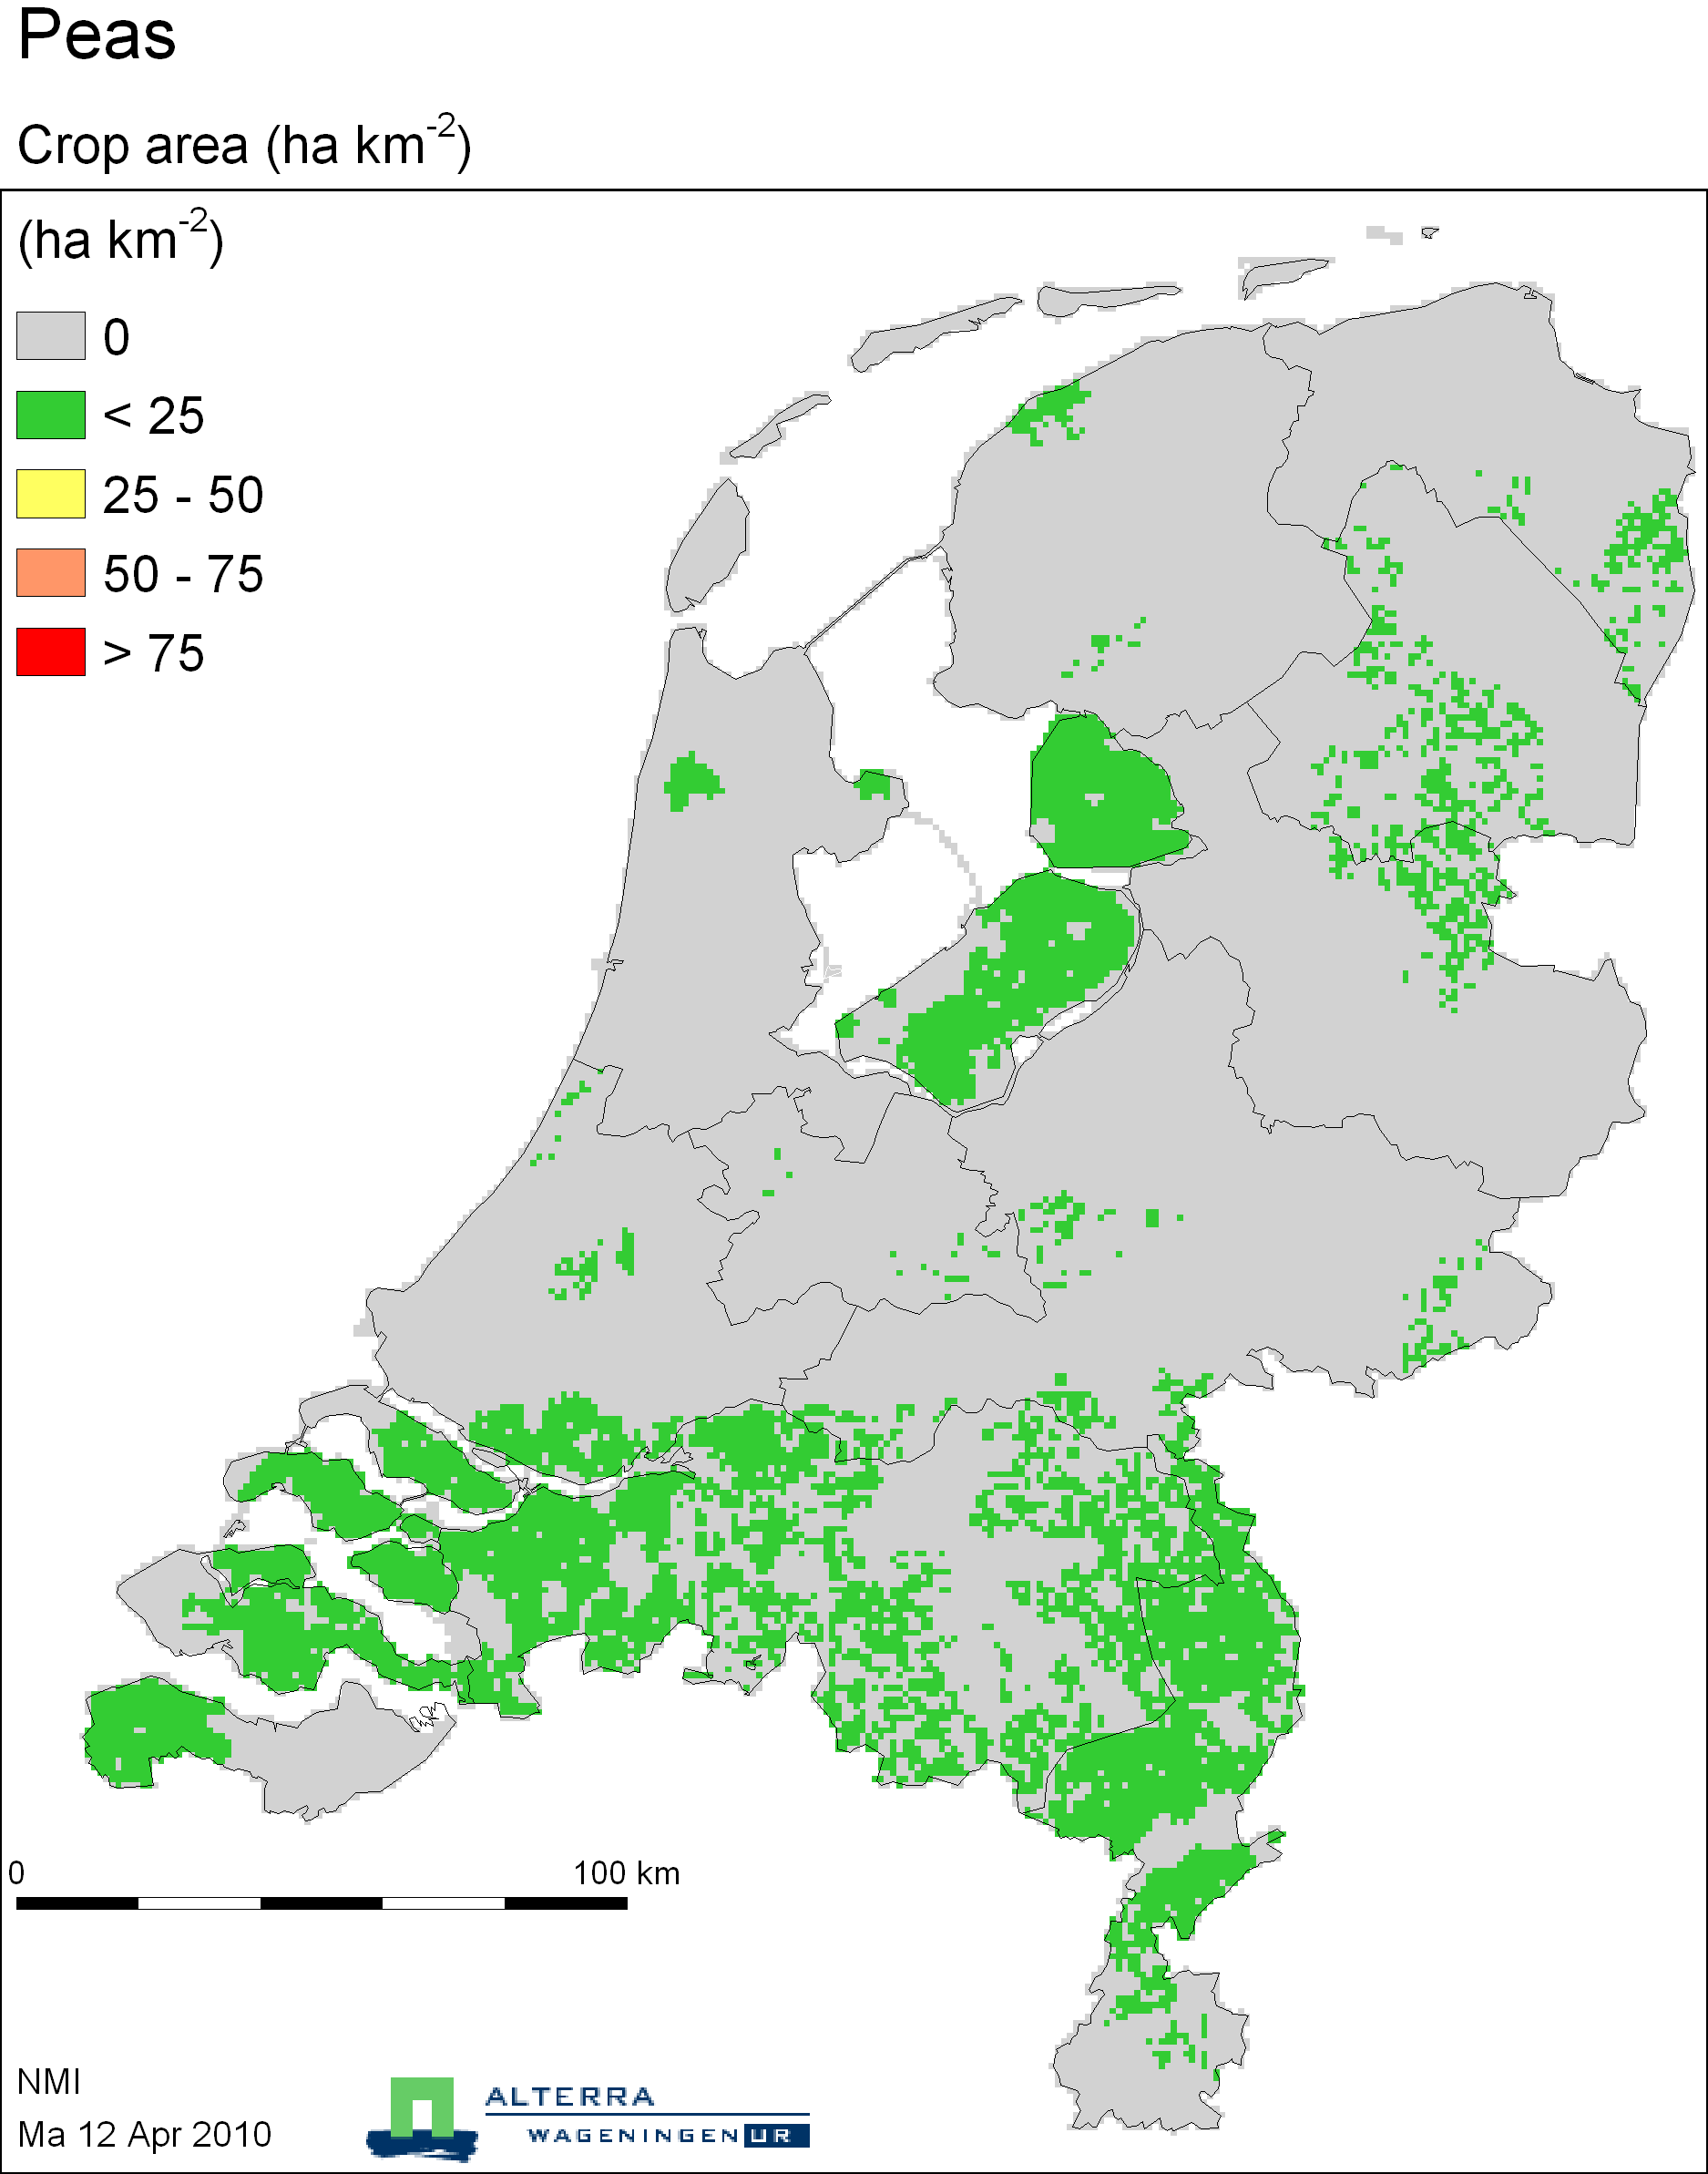 Peas
Crop area (ha km-2)
(ha km-2)
0
< 25
25 - 50
50 - 75
> 75
0 100 km
NMI
Ma 12 Apr 2010
ALTERRA
WAGENINGEN UR